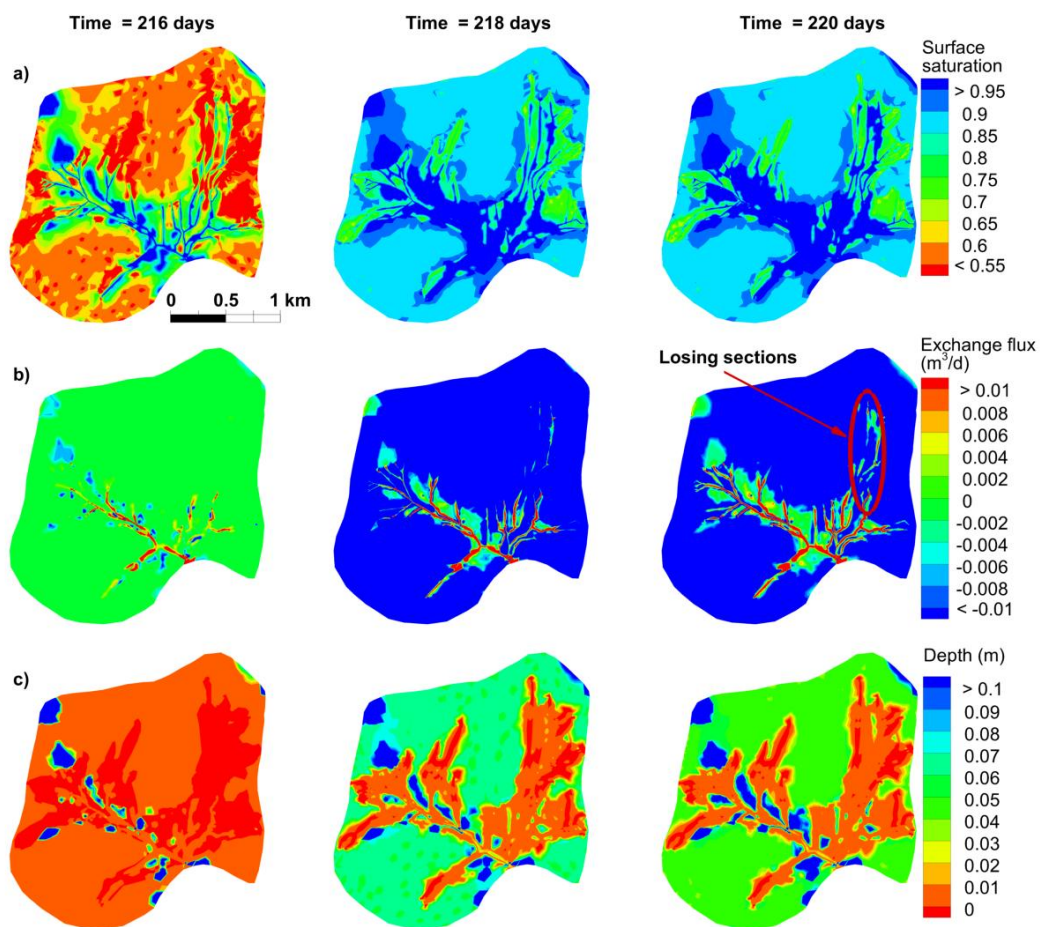 Time = 216 days
Time = 218 days
Time = 220 days
a)
Surface
saturation
> 0.95
0.9
0.85
0.8
0.75
0.7
0.65
0.6
< 0.55
0 0.5 1 km
b)
Losing sections
Exchange flux
(m³/d)
> 0.01
0.008
0.006
0.004
0.002
0
-0.002
-0.004
-0.006
-0.008
< -0.01
c)
Depth (m)
> 0.1
0.09
0.08
0.07
0.06
0.05
0.04
0.03
0.02
0.01
0